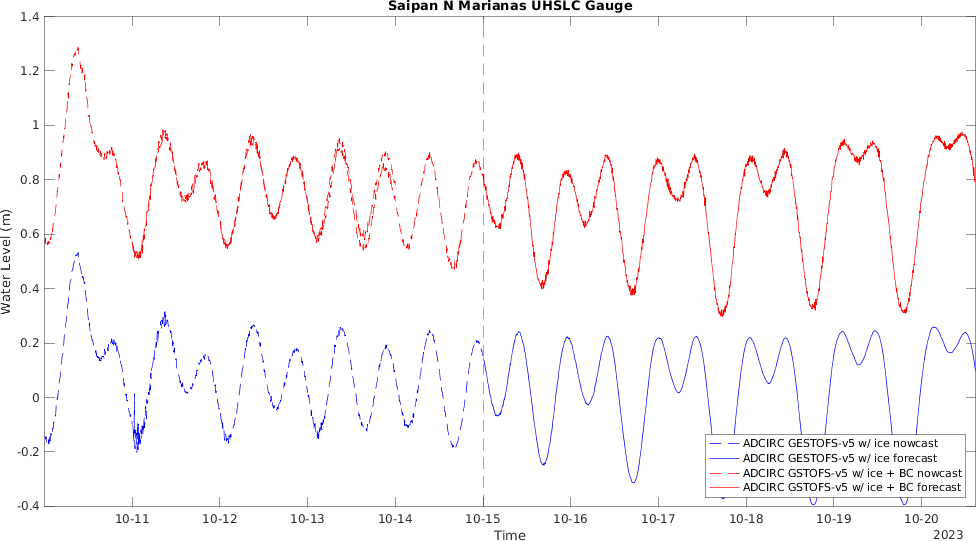 Saipan N Marianas UHSLC Gauge
1.4
1.2
1
0.8
0.6
0.4
0.2
0
-0.2
-0.4
Water Level (m)
ADCIRC GESTOFS-v5 w/ ice nowcast
ADCIRC GESTOFS-v5 w/ ice forecast
ADCIRC GSTOFS-v5 w/ ice + BC nowcast
ADCIRC GSTOFS-v5 w/ ice + BC forecast
10-11 10-12 10-13 10-14 10-15 10-16 10-17 10-18 10-19 10-20
Time
2023